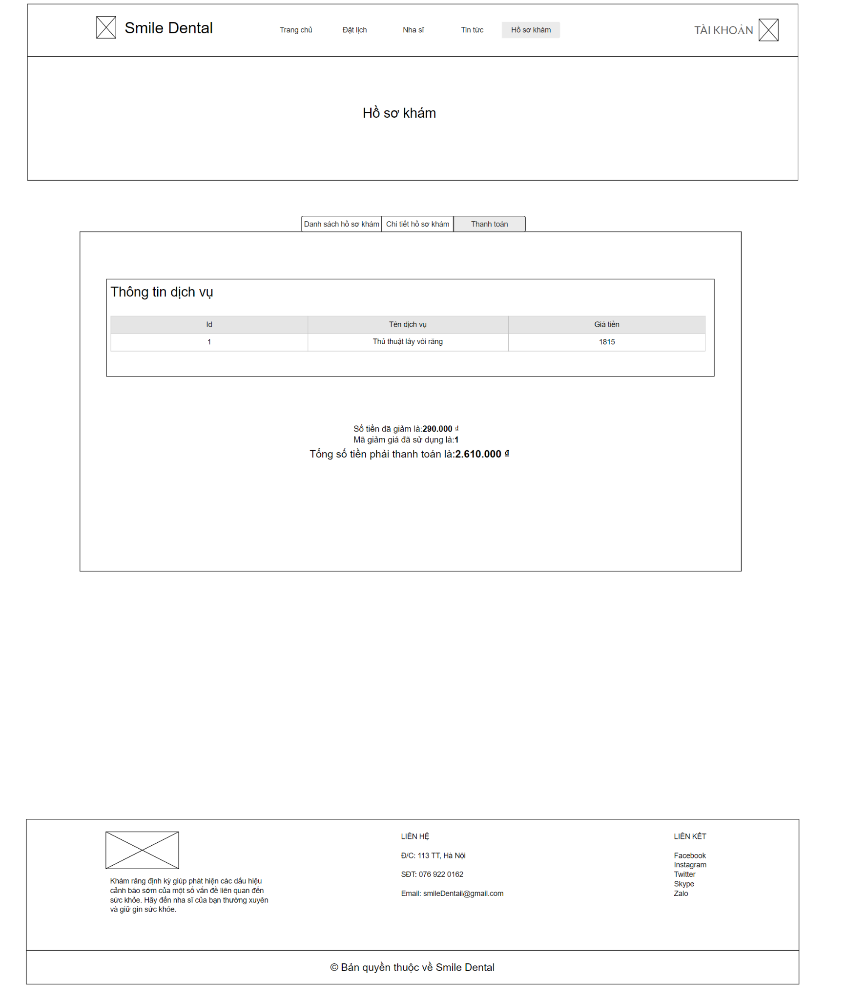 Smile Dental
Trang chủ
Đặt lịch
Nha sĩ
Tin tức
Hồ sơ khám
TÀI KHOẢN
Hồ sơ khám
Danh sách hồ sơ khám
Chi tiết hồ sơ khám
Thanh toán
Thông tin dịch vụ
Id
Tên dịch vụ
Giá tiền
1
Thủ thuật lây vôi răng
1815
Số tiền đã giảm là:290.000 ₫
Mã giảm giá đã sử dụng là:1
Tổng số tiền phải thanh toán là:2.610.000 ₫
Khám răng định kỳ giúp phát hiện các dấu hiệu
cảnh báo sớm của một số vấn đề liên quan đến
sức khỏe. Hãy đến nha sĩ của bạn thường xuyên
và giữ gin sức khỏe.
LIÊN HỆ
Đ/C: 113 TT, Hà Nội
SĐT: 076 922 0162
Email: smileDentail@gmail.com
LIÊN KẾT
Facebook
Instagram
Twitter
Skype
Zalo
© Bản quyền thuộc về Smile Dental